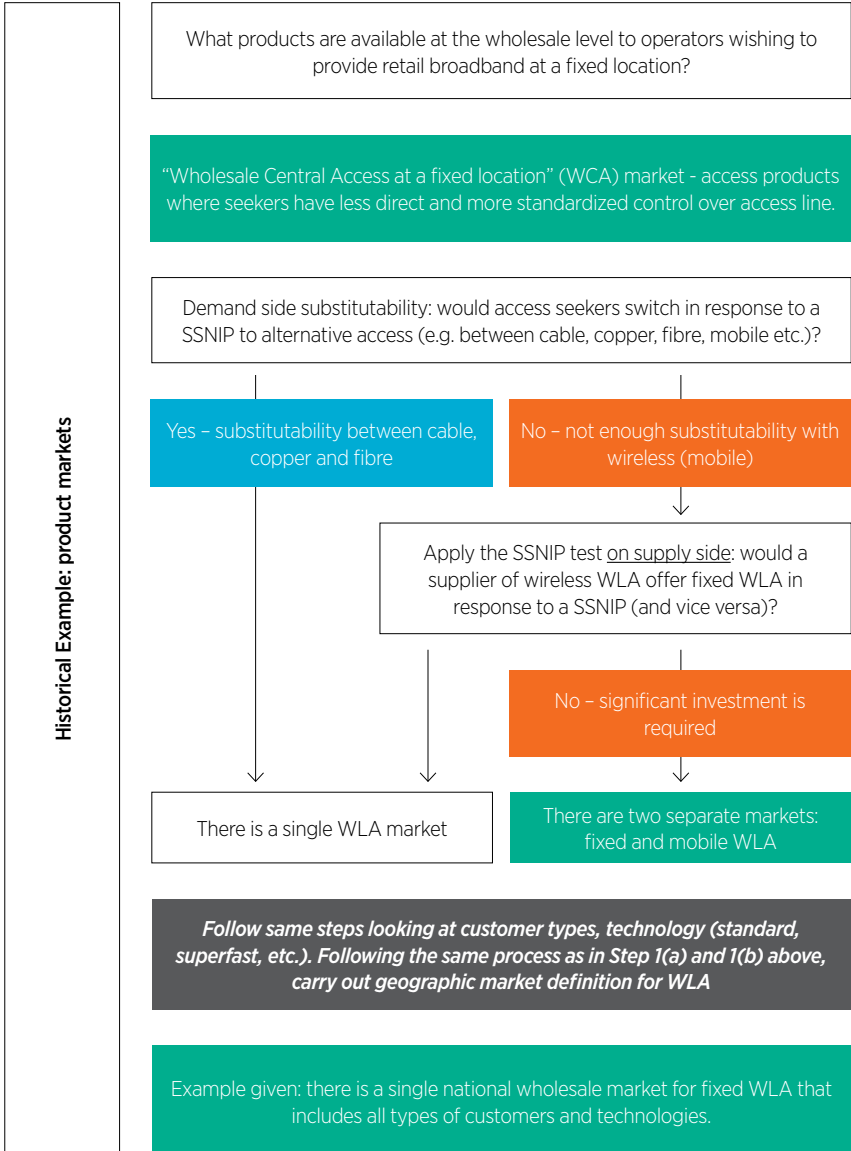 Historical Example: product markets
What products are available at the wholesale level to operators wishing to
provide retail broadband at a fixed location?
“Wholesale Central Access at a fixed location” (WCA) market - access products
where seekers have less direct and more standardized control over access line.
Demand side substitutability: would access seekers switch in response to a
SSNIP to alternative access (e.g. between cable, copper, fibre, mobile etc.)?
Yes – substitutability between cable,
copper and fibre
No – not enough substitutability with
wireless (mobile)
Apply the SSNIP test on supply side: would a
supplier of wireless WLA offer fixed WLA in
response to a SSNIP (and vice versa)?
No – significant investment is
required
There is a single WLA market
There are two separate markets:
fixed and mobile WLA
Follow same steps looking at customer types, technology (standard,
superfast, etc.). Following the same process as in Step 1(a) and 1(b) above,
carry out geographic market definition for WLA
Example given: there is a single national wholesale market for fixed WLA that
includes all types of customers and technologies.